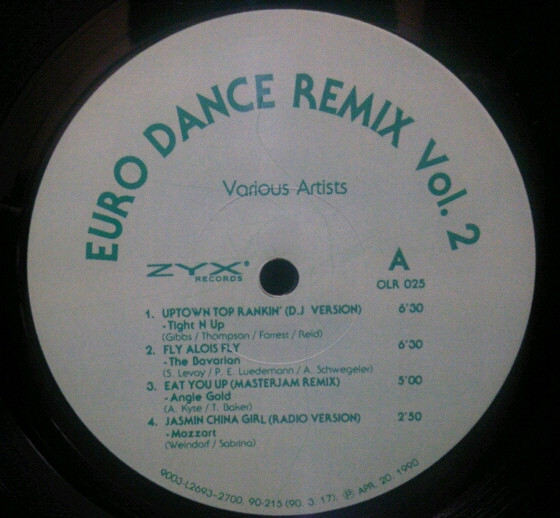 EURO DANCE REMIX Vol. 2
Various Artists
ZYX RECORDS
A
OLR 025
1. UPTOWN TOP RANKIN' (D.J VERSION) 6'30
- Tight N Up
(Gibbs / Thompson / Forrest / Reid)
2. FLY ALOIS FLY 6'30
- The Bavarian
(S. Levay / P. E. Luedemann / A. Schwegeler)
3. EAT YOU UP (MASTERJAM REMIX) 5'00
- Angle Gold
(A. Kyte / T. Baker)
4. JASMIN CHINA GIRL (RADIO VERSION) 2'50
- Mozzart
(Weindorf / Sabrina)
9003-L2693-2700. 90-215 (90. 3. 17). Ⓟ APR. 20. 1990